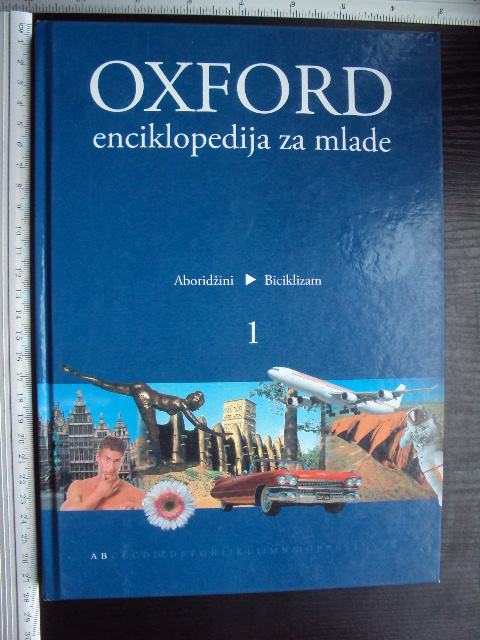 OXFORD
enciklopedija za mlade
Aboridžini ▶ Biciklizam
1
A B